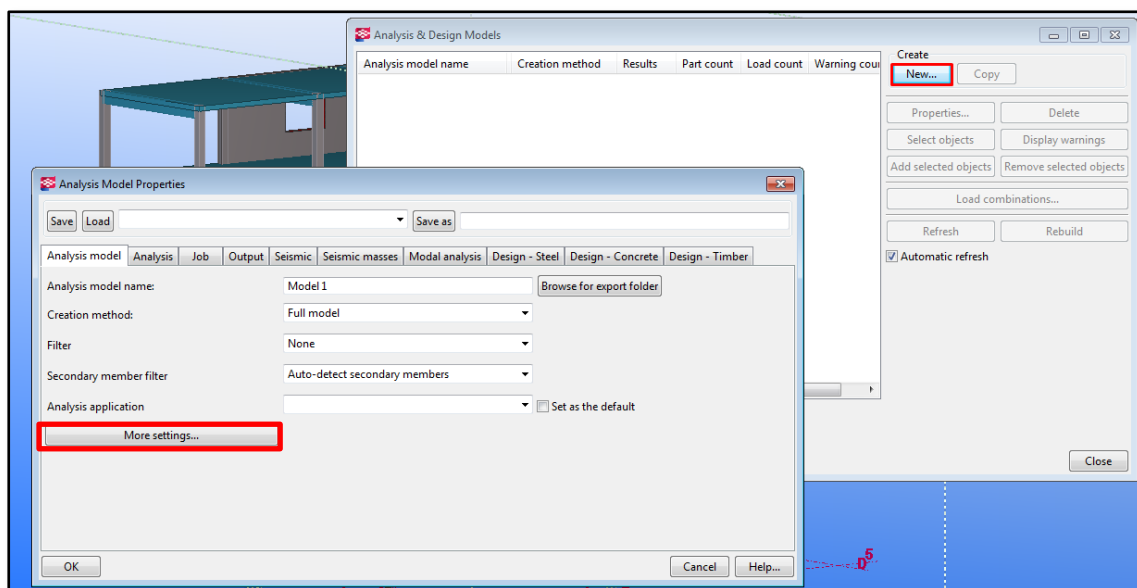 Analysis & Design Models
Analysis model name Creation method Results Part count Load count Warning coun
Create
New... Copy
Properties... Delete
Select objects Display warnings
Add selected objects Remove selected objects
Load combinations...
Refresh Rebuild
Automatic refresh
Close
Analysis Model Properties
Save Load Save as
Analysis model Analysis Job Output Seismic Seismic masses Modal analysis Design - Steel Design - Concrete Design - Timber
Analysis model name: Model 1 Browse for export folder
Creation method: Full model
Filter None
Secondary member filter Auto-detect secondary members
Analysis application Set as the default
More settings...
OK Cancel Help...
D 5